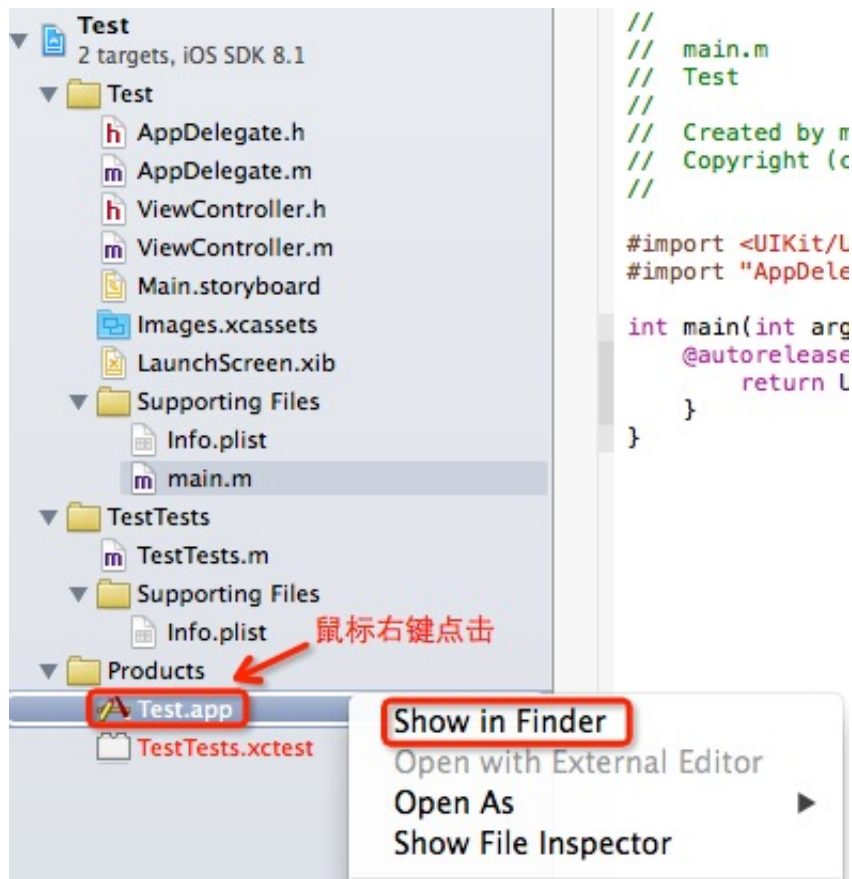 Test
2 targets, iOS SDK 8.1
Test
h AppDelegate.h
m AppDelegate.m
h ViewController.h
m ViewController.m
Main.storyboard
Images.xcassets
LaunchScreen.xib
Supporting Files
Info.plist
m main.m
TestTests
m TestTests.m
Supporting Files
Info.plist
鼠标右键点击
Products
Test.app
TestTests.xctest
Show in Finder
Open with External Editor
Open As
Show File Inspector
//
// main.m
// Test
//
// Created by
// Copyright (c
//
#import <UIKit/U
#import "AppDele
int main(int arg
@autorelease
return U
}
}